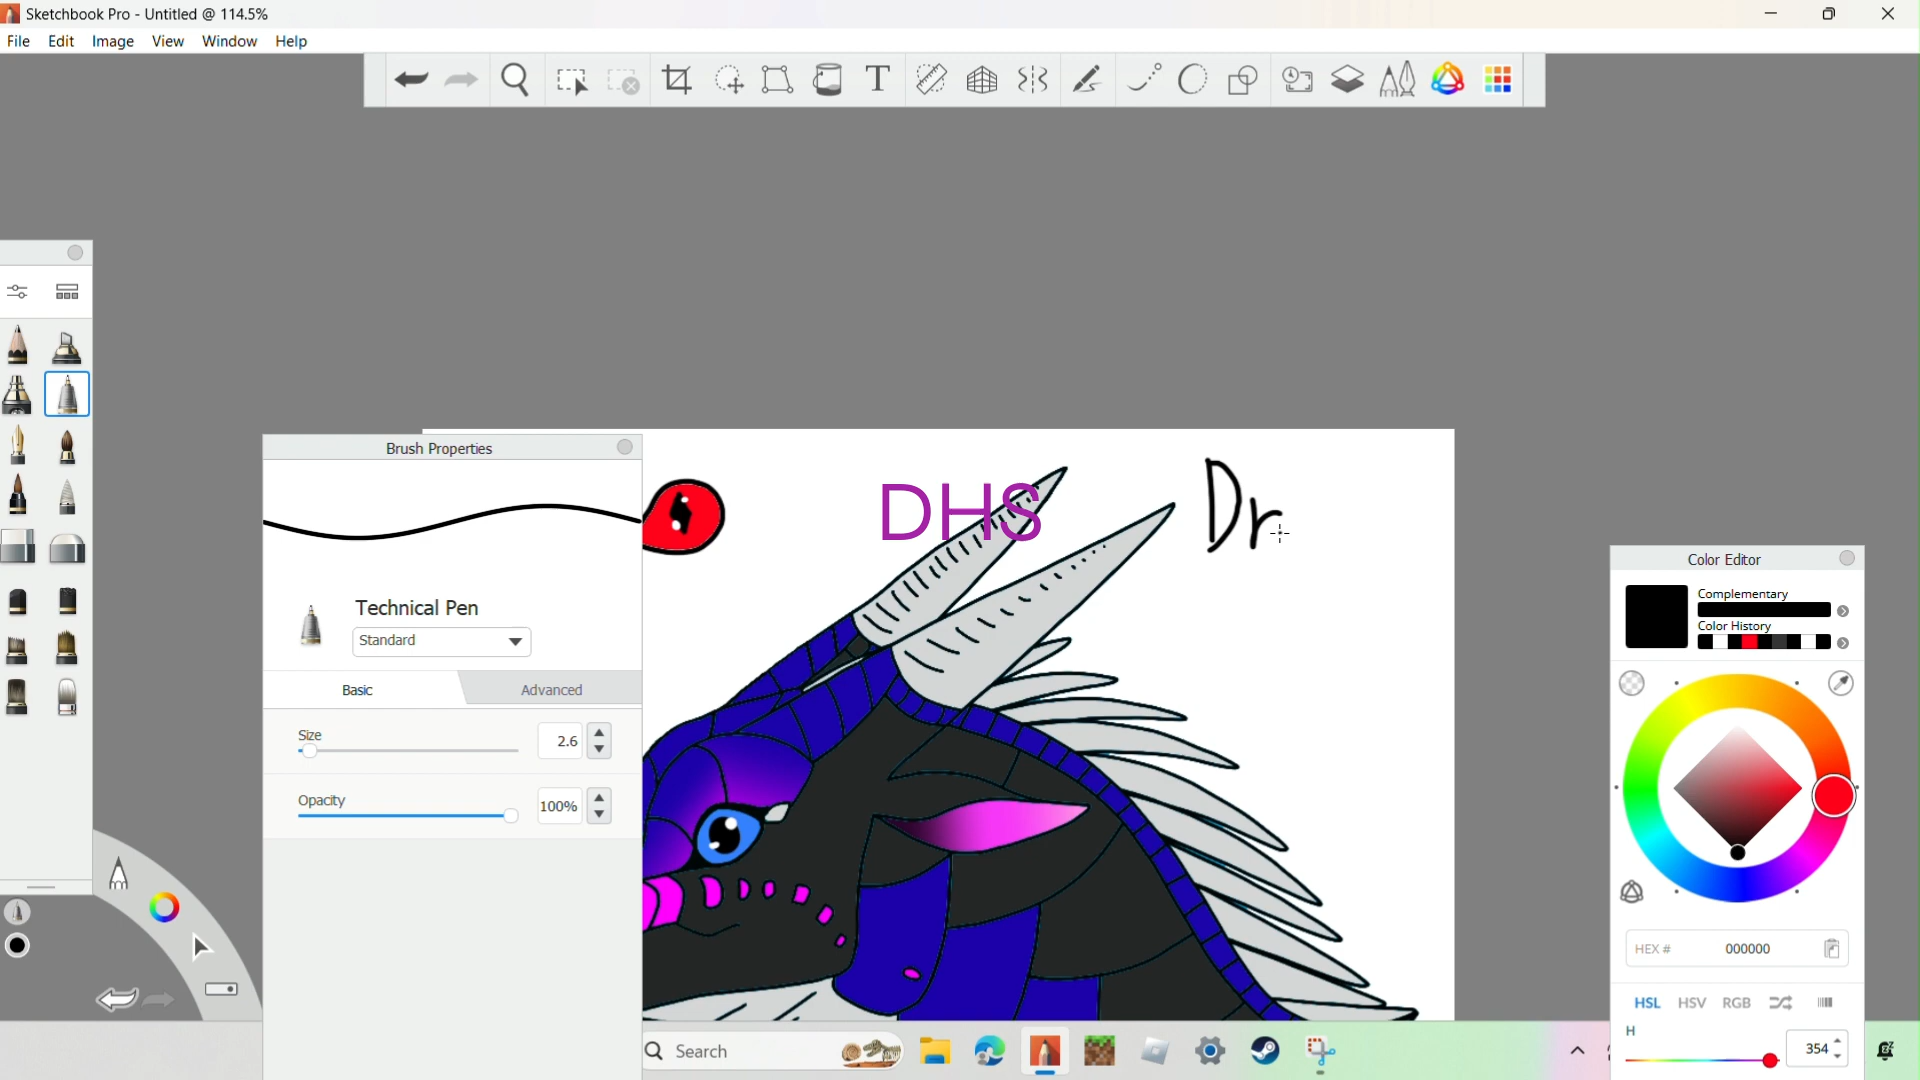 Sketchbook Pro - Untitled @ 114.5%
File Edit Image View Window Help
T
Brush Properties
DHS
Dr
Color Editor
Complementary
Color History
Technical Pen
Standard
Basic Advanced
Size
2.6
Opacity
100%
HEX # 000000
HSL HSV RGB
H
354
Search